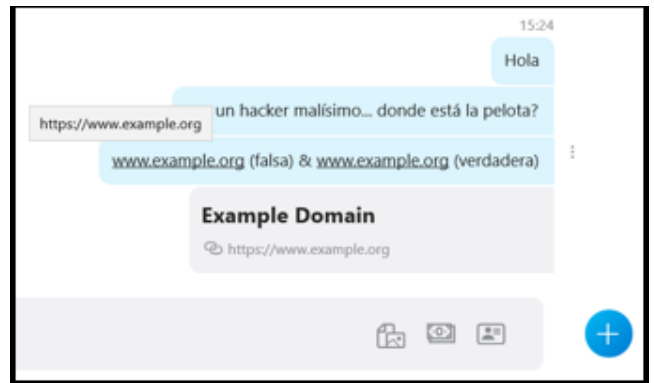 15:24
Hola
un hacker malísimo... donde está la pelota?
https://www.example.org
www.example.org (falsa) & www.example.org (verdadera)
Example Domain
https://www.example.org